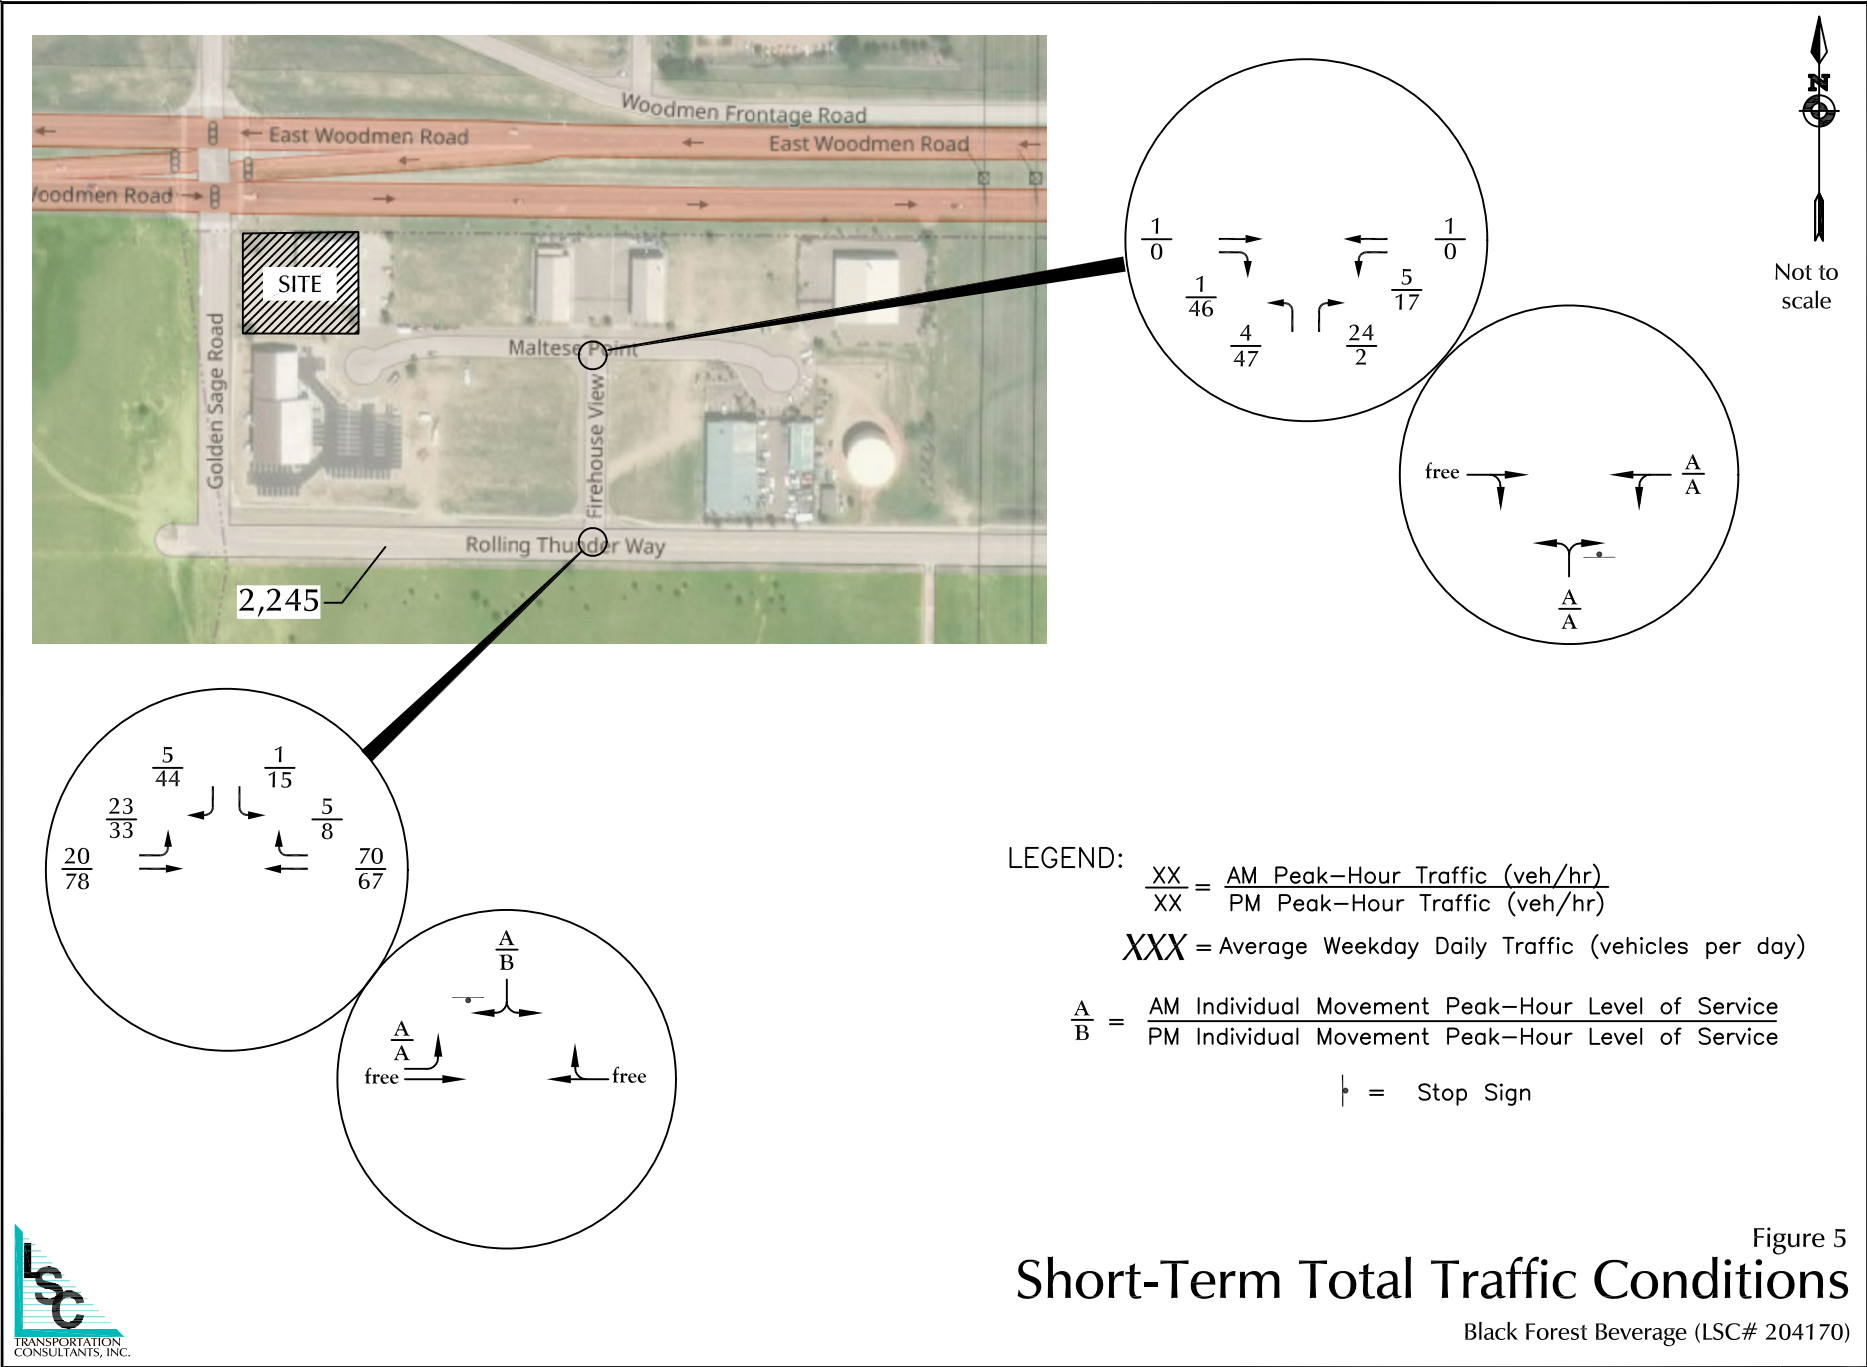 Woodmen Frontage Road
East Woodmen Road
East Woodmen Road
Woodmen Road
SITE
Golden Sage Road
Maltese Point
Firehouse View
Rolling Thunder Way
2,245
N
Not to
scale
1
0
1
0
1
46
5
17
4
47
24
2
free
A
A
A
A
5
44
1
15
23
33
5
8
20
78
70
67
A
B
A
A
free
free
LEGEND:
XX = AM Peak-Hour Traffic (veh/hr)
XX PM Peak-Hour Traffic (veh/hr)
XXX = Average Weekday Daily Traffic (vehicles per day)
A = AM Individual Movement Peak-Hour Level of Service
B PM Individual Movement Peak-Hour Level of Service
= Stop Sign
Figure 5
Short-Term Total Traffic Conditions
Black Forest Beverage (LSC# 204170)
LSC
TRANSPORTATION
CONSULTANTS, INC.